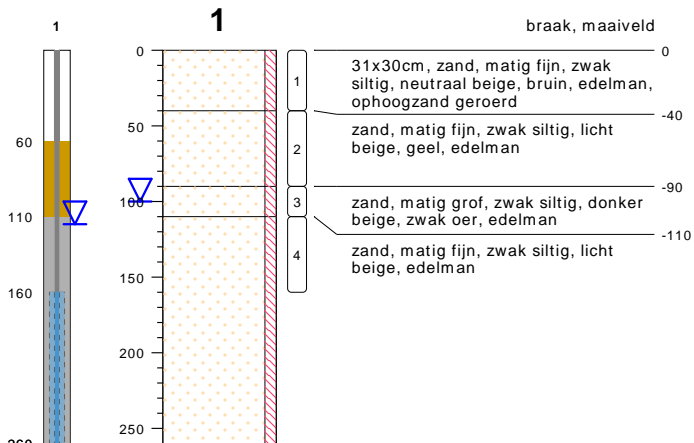 1
1
braak, maaiveld
0
0
31x30cm, zand, matig fijn, zwak
siltig, neutraal beige, bruin, edelman,
ophoogzand geroerd
1
-40
50
zand, matig fijn, zwak siltig, licht
beige, geel, edelman
60
2
-90
100
3
zand, matig grof, zwak siltig, donker
beige, zwak oer, edelman
110
-110
4
zand, matig fijn, zwak siltig, licht
beige, edelman
150
160
200
250
260